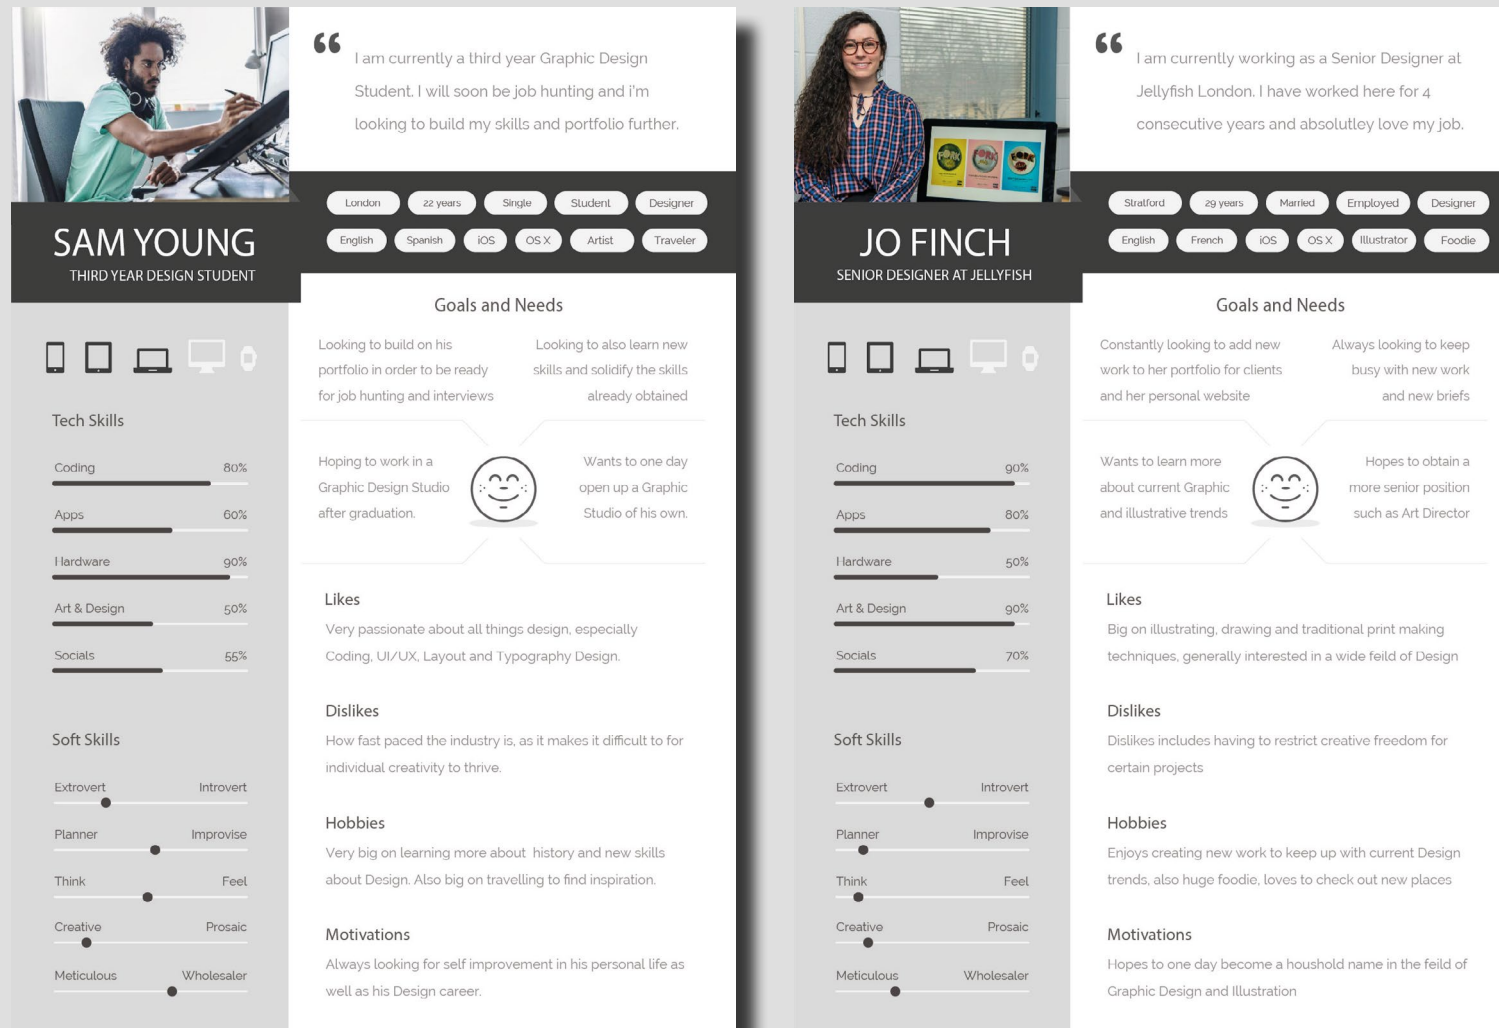 “ I am currently a third year Graphic Design
Student. I will soon be job hunting and i'm
looking to build my skills and portfolio further.
London 22 years Single Student Designer
English Spanish iOS OS X Artist Traveler
SAM YOUNG
THIRD YEAR DESIGN STUDENT
Tech Skills
Coding 80%
Apps 60%
Hardware 90%
Art & Design 50%
Socials 55%
Soft Skills
Extrovert Introvert
Planner Improvise
Think Feel
Creative Prosaic
Meticulous Wholesaler
Goals and Needs
Looking to build on his
portfolio in order to be ready
for job hunting and interviews
Looking to also learn new
skills and solidify the skills
already obtained
Hoping to work in a
Graphic Design Studio
after graduation.
Wants to one day
open up a Graphic
Studio of his own.
Likes
Very passionate about all things design, especially
Coding, UI/UX, Layout and Typography Design.
Dislikes
How fast paced the industry is, as it makes it difficult to for
individual creativity to thrive.
Hobbies
Very big on learning more about history and new skills
about Design. Also big on travelling to find inspiration.
Motivations
Always looking for self improvement in his personal life as
well as his Design career.
PORK PORK PORK
“ I am currently working as a Senior Designer at
Jellyfish London. I have worked here for 4
consecutive years and absolutley love my job.
Stratford 29 years Married Employed Designer
English French iOS OS X Illustrator Foodie
JO FINCH
SENIOR DESIGNER AT JELLYFISH
Tech Skills
Coding 90%
Apps 80%
Hardware 50%
Art & Design 90%
Socials 70%
Soft Skills
Extrovert Introvert
Planner Improvise
Think Feel
Creative Prosaic
Meticulous Wholesaler
Goals and Needs
Constantly looking to add new
work to her portfolio for clients
and her personal website
Always looking to keep
busy with new work
and new briefs
Wants to learn more
about current Graphic
and illustrative trends
Hopes to obtain a
more senior position
such as Art Director
Likes
Big on illustrating, drawing and traditional print making
techniques, generally interested in a wide feild of Design
Dislikes
Dislikes includes having to restrict creative freedom for
certain projects
Hobbies
Enjoys creating new work to keep up with current Design
trends, also huge foodie, loves to check out new places
Motivations
Hopes to one day become a houshold name in the feild of
Graphic Design and Illustration